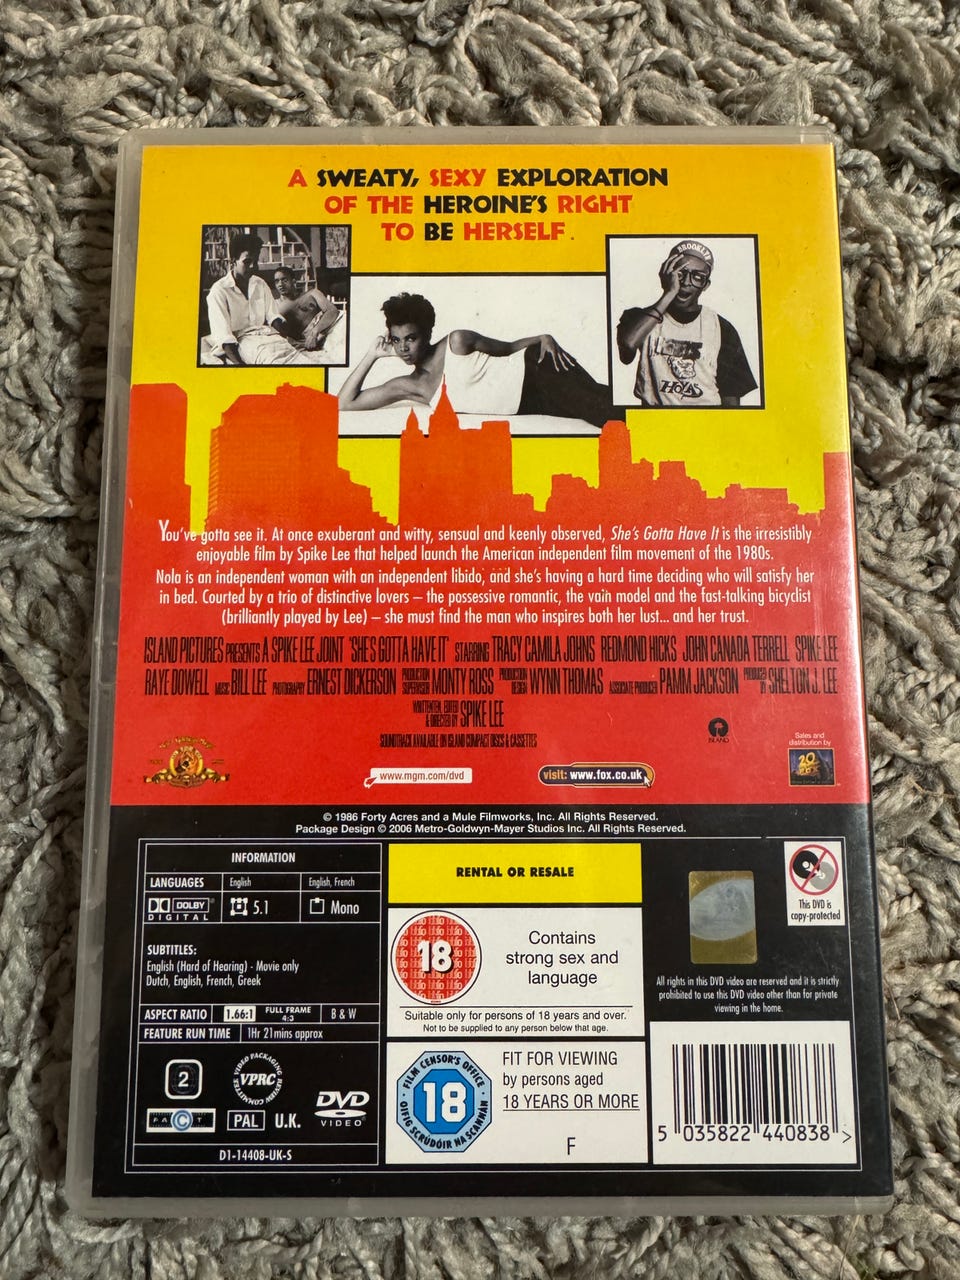 A SWEATY, SEXY EXPLORATION
OF THE HEROINE'S RIGHT
TO BE HERSELF.
BROOKLYN
HOYAS
You've gotta see it. At once exuberant and witty, sensual and keenly observed, She's Gotta Have It is the irresistibly
enjoyable film by Spike Lee that helped launch the American independent film movement of the 1980s.
Nola is an independent woman with an independent libido, and she's having a hard time deciding who will satisfy her
in bed. Courted by a trio of distinctive lovers – the possessive romantic, the vain model and the fast-talking bicyclist
(brilliantly played by Lee) – she must find the man who inspires both her lust... and her trust.
ISLAND PICTURES PRESENTS A SPIKE LEE JOINT 'SHE'S GOTTA HAVE IT' STARRING TRACY CAMILA JOHNS REDMOND HICKS JOHN CANADA TERRELL SPIKE LEE
RAYE DOWELL MUSIC BILL LEE PHOTOGRAPHY ERNEST DICKERSON PRODUCTION SUPERVISOR MONTY ROSS PRODUCTION DESIGN WYNN THOMAS ASSOCIATE PRODUCER PAMM JACKSON PRODUCED BY SHELTON J. LEE
WRITTEN, EDITED & DIRECTED BY SPIKE LEE
SOUNDTRACK AVAILABLE ON ISLAND COMPACT DISCS & CASSETTES
ISLAND
Sales and
distribution by
20
FOX
www.mgm.com/dvd
visit: www.fox.co.uk
© 1986 Forty Acres and a Mule Filmworks, Inc. All Rights Reserved.
Package Design © 2006 Metro-Goldwyn-Mayer Studios Inc. All Rights Reserved.
INFORMATION
LANGUAGES English English, French
DOLBY
DIGITAL
5.1 Mono
SUBTITLES:
English (Hard of Hearing) - Movie only
Dutch, English, French, Greek
ASPECT RATIO 1.66:1 FULL FRAME 4:3 B & W
FEATURE RUN TIME 1Hr 21mins approx
2
VIDEO PACKAGING REVIEW COMMITTEE
VPRC
DVD
VIDEO
FACT
PAL U.K.
D1-14408-UK-S
RENTAL OR RESALE
18
Contains
strong sex and
language
Suitable only for persons of 18 years and over.
Not to be supplied to any person below that age.
FILM CENSOR'S OFFICE
18
OIFIG SCRÚDÓIR NA SCANNÁN
FIT FOR VIEWING
by persons aged
18 YEARS OR MORE
F
This DVD is
copy-protected
All rights in this DVD video are reserved and it is strictly
prohibited to use this DVD video other than for private
viewing in the home.
5 035822 440838 >